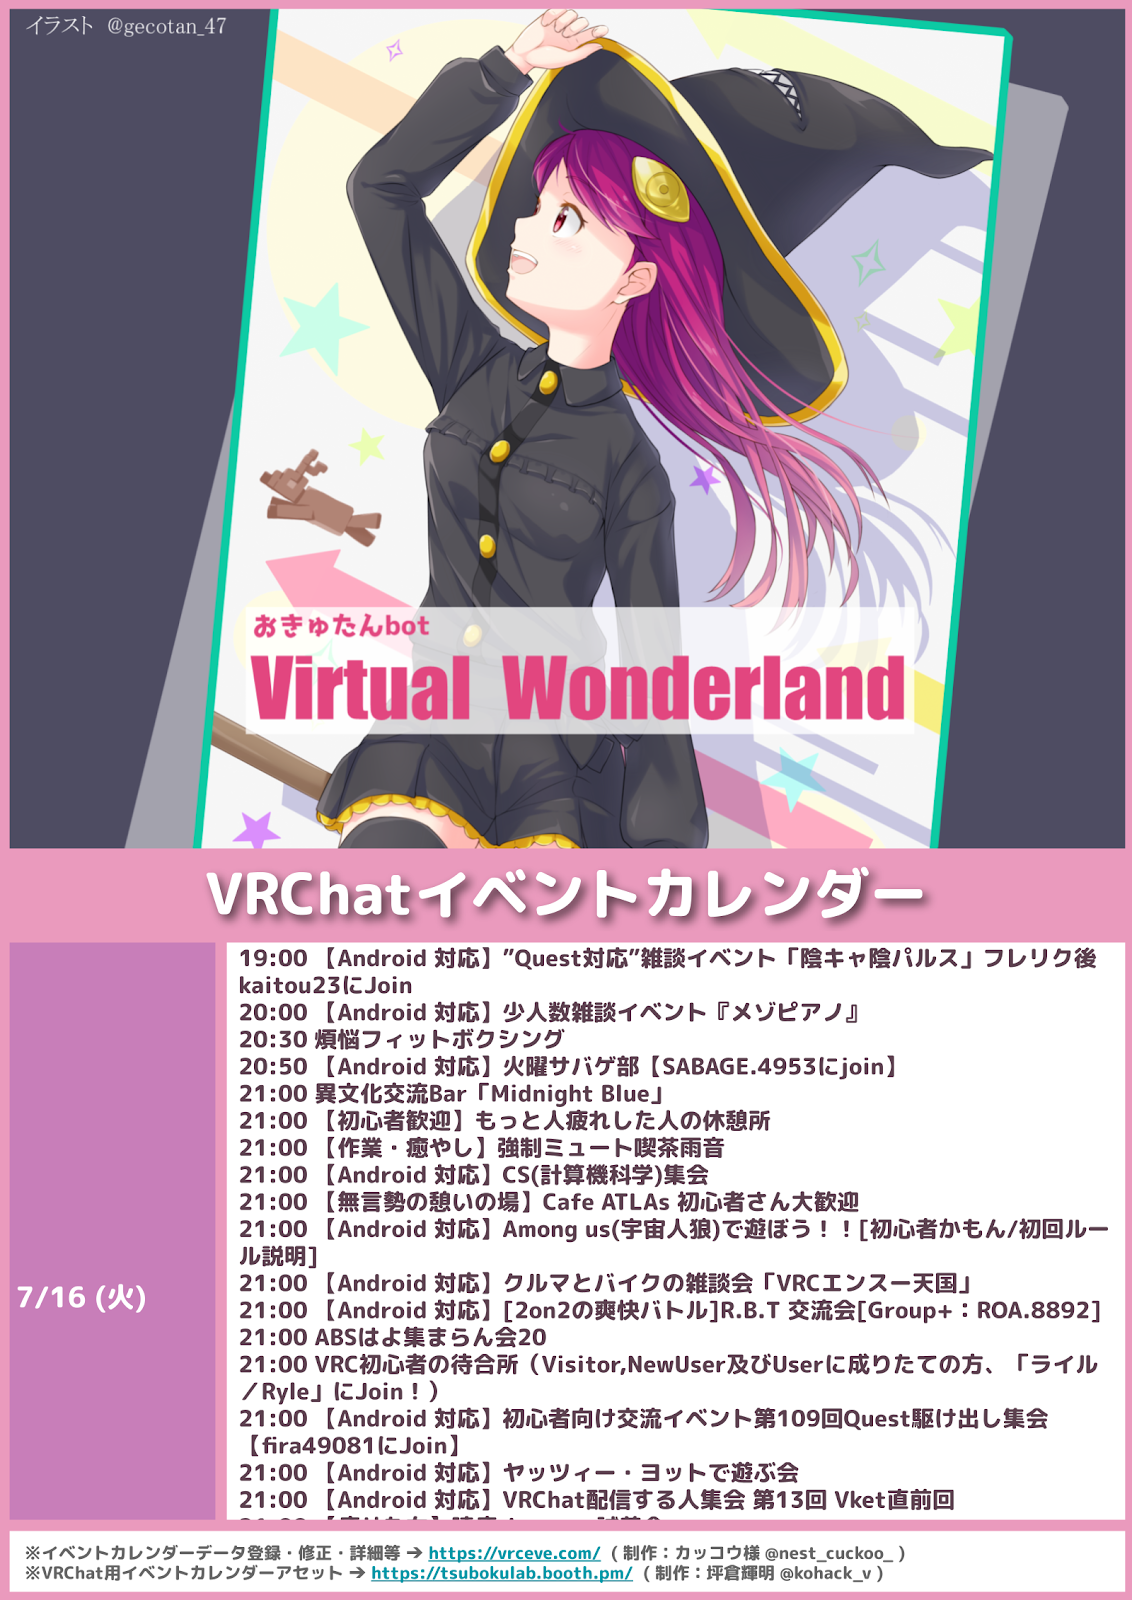 イラスト @gecotan_47
おきゅたんbot
Virtual Wonderland
VRChatイベントカレンダー
7/16 (火)
19:00 【Android 対応】”Quest対応”雑談イベント「陰キャ陰パルス」フレリク後
kaitou23にJoin
20:00 【Android 対応】少人数雑談イベント『メゾピアノ』
20:30 煩悩フィットボクシング
20:50 【Android 対応】火曜サバゲ部【SABAGE.4953にjoin】
21:00 異文化交流Bar「Midnight Blue」
21:00 【初心者歓迎】もっと人疲れした人の休憩所
21:00 【作業・癒やし】強制ミュート喫茶雨音
21:00 【Android 対応】CS(計算機科学)集会
21:00 【無言勢の憩いの場】Cafe ATLAs 初心者さん大歓迎
21:00 【Android 対応】Among us(宇宙人狼)で遊ぼう！！[初心者かもん/初回ルー
ル説明]
21:00 【Android 対応】クルマとバイクの雑談会「VRCエンスー天国」
21:00 【Android 対応】[2on2の爽快バトル]R.B.T 交流会[Group+：ROA.8892]
21:00 ABSはよ集まらん会20
21:00 VRC初心者の待合所（Visitor,NewUser及びUserに成りたての方、「ライル
／Ryle」にJoin！）
21:00 【Android 対応】初心者向け交流イベント第109回Quest駆け出し集会
【fira49081にJoin】
21:00 【Android 対応】ヤッツィー・ヨットで遊ぶ会
21:00 【Android 対応】VRChat配信する人集会 第13回 Vket直前回
※イベントカレンダーデータ登録・修正・詳細等 ➔ https://vrceve.com/ ( 制作：カッコウ様 @nest_cuckoo_ )
※VRChat用イベントカレンダーアセット ➔ https://tsubokulab.booth.pm/ ( 制作：坪倉輝明 @kohack_v )